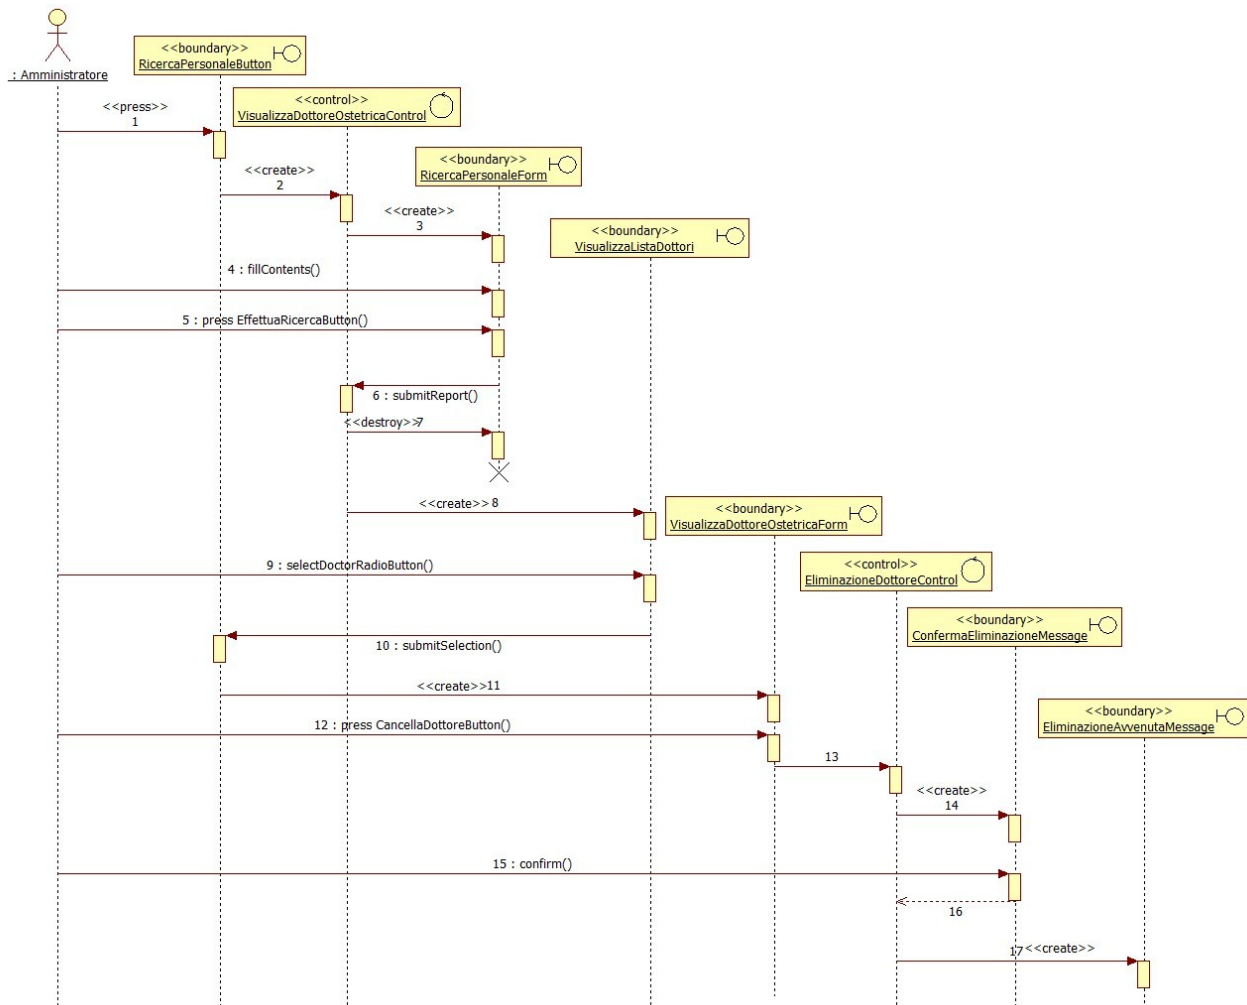 <<boundary>>
RicercaPersonaleButton
: Amministratore
<<control>>
VisualizzaDottoreOstetricaControl
<<press>>
1
<<boundary>>
RicercaPersonaleForm
<<create>>
2
<<create>>
3
<<boundary>>
VisualizzaListaDottori
4 : fillContents()
5 : press EffettuaRicercaButton()
6 : submitReport()
<<destroy>>7
<<create>> 8
<<boundary>>
VisualizzaDottoreOstetricaForm
9 : selectDoctorRadioButton()
<<control>>
EliminazioneDottoreControl
<<boundary>>
ConfermaEliminazioneMessage
10 : submitSelection()
<<create>>11
<<boundary>>
EliminazioneAvvenutaMessage
12 : press CancellaDottoreButton()
13
<<create>>
14
15 : confirm()
16
17<<create>>